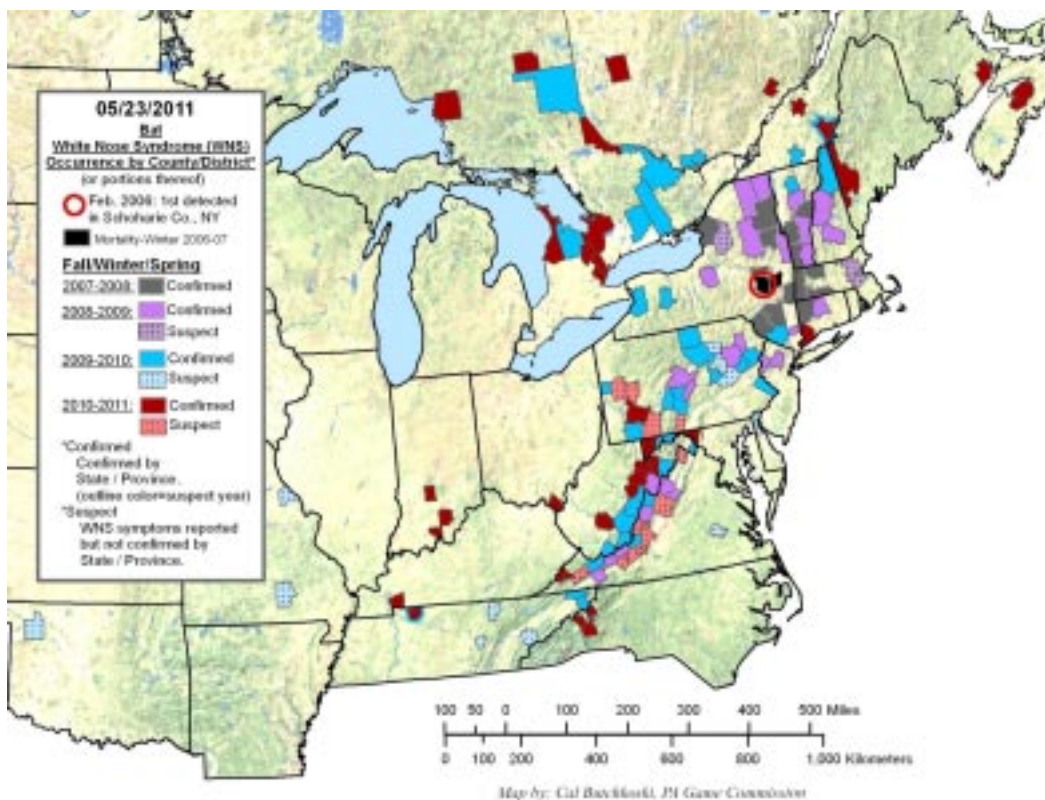 05/23/2011
Bat
White Nose Syndrome (WNS)
Occurrence by County/District*
(or portions thereof)
Feb. 2006: 1st detected
in Schoharie Co., NY
Mortality-Winter 2006-07
Fall/Winter/Spring
2007-2008: Confirmed
2008-2009: Confirmed
Suspect
2009-2010: Confirmed
Suspect
2010-2011: Confirmed
Suspect
*Confirmed
Confirmed by
State / Province.
(outline color=suspect year)
*Suspect
WNS symptoms reported
but not confirmed by
State / Province.
100 50 0 100 200 300 400 500 Miles
0 100 200 400 600 800 1,000 Kilometers
Map by: Cal Butchkoski, PA Game Commission